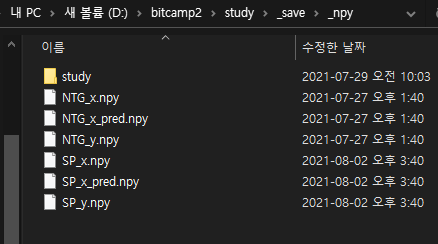 내 PC > 새 볼륨 (D:) > bitcamp2 > study > _save > _npy
이름 수정한 날짜
study 2021-07-29 오전 10:03
NTG_x.npy 2021-07-27 오후 1:40
NTG_x_pred.npy 2021-07-27 오후 1:40
NTG_y.npy 2021-07-27 오후 1:40
SP_x.npy 2021-08-02 오후 3:40
SP_x_pred.npy 2021-08-02 오후 3:40
SP_y.npy 2021-08-02 오후 3:40